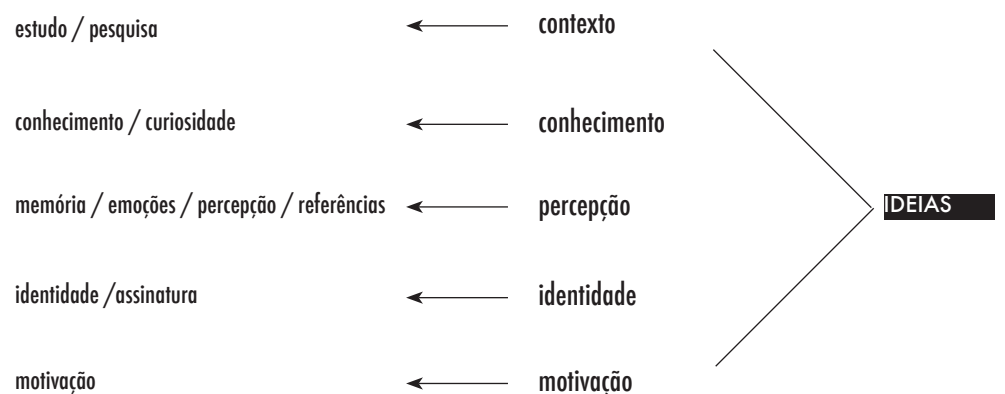 estudo / pesquisa
contexto
conhecimento / curiosidade
conhecimento
memória / emoções / percepção / referências
percepção
IDEIAS
identidade /assinatura
identidade
motivação
motivação